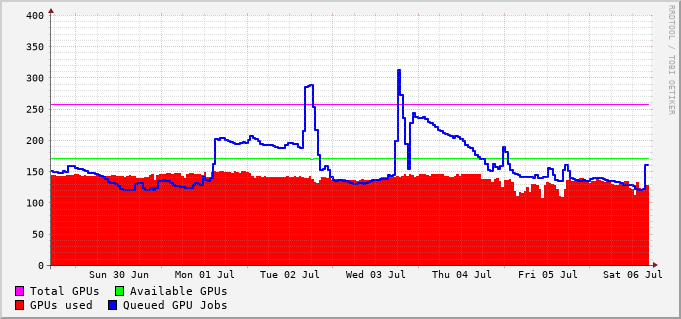 400
350
300
250
200
150
100
50
0
Sun 30 Jun Mon 01 Jul Tue 02 Jul Wed 03 Jul Thu 04 Jul Fri 05 Jul Sat 06 Jul
Total GPUs Available GPUs
GPUs used Queued GPU Jobs
RRDTOOL / TOBI OETIKER